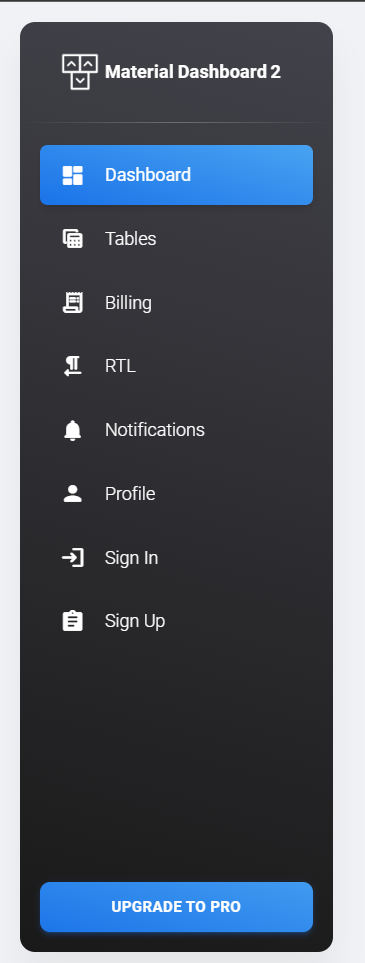 Material Dashboard 2
Dashboard
Tables
Billing
RTL
Notifications
Profile
Sign In
Sign Up
UPGRADE TO PRO